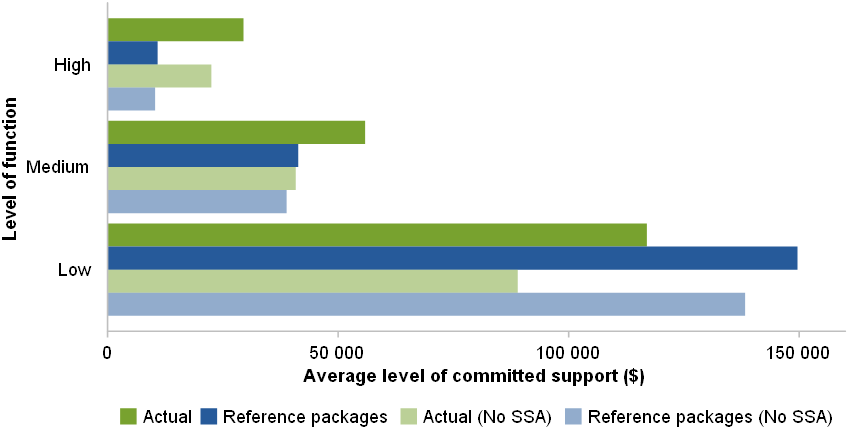 Level of function
High
Medium
Low
0 50 000 100 000 150 000
Average level of committed support ($)
Actual Reference packages Actual (No SSA) Reference packages (No SSA)